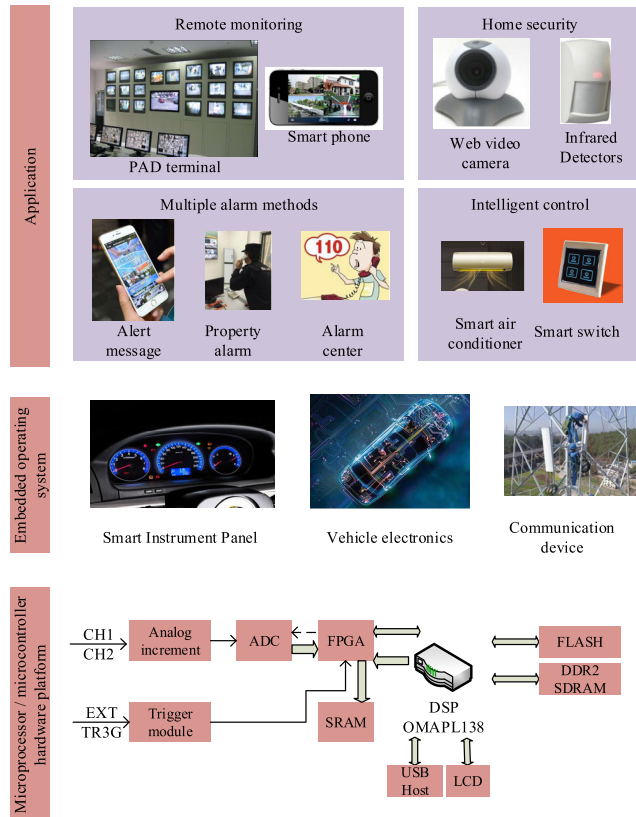 Application
Remote monitoring
PAD terminal
Smart phone
Home security
Web video
camera
Infrared
Detectors
Multiple alarm methods
110
Alert
message
Property
alarm
Alarm
center
Intelligent control
Smart air
conditioner
Smart switch
Embedded operating
system
Smart Instrument Panel
Vehicle electronics
Communication
device
Microprocessor / microcontroller
hardware platform
CH1
CH2
Analog
increment
ADC
FPGA
FLASH
DDR2
SDRAM
EXT
TR3G
Trigger
module
SRAM
DSP
OMAPL138
USB
Host
LCD